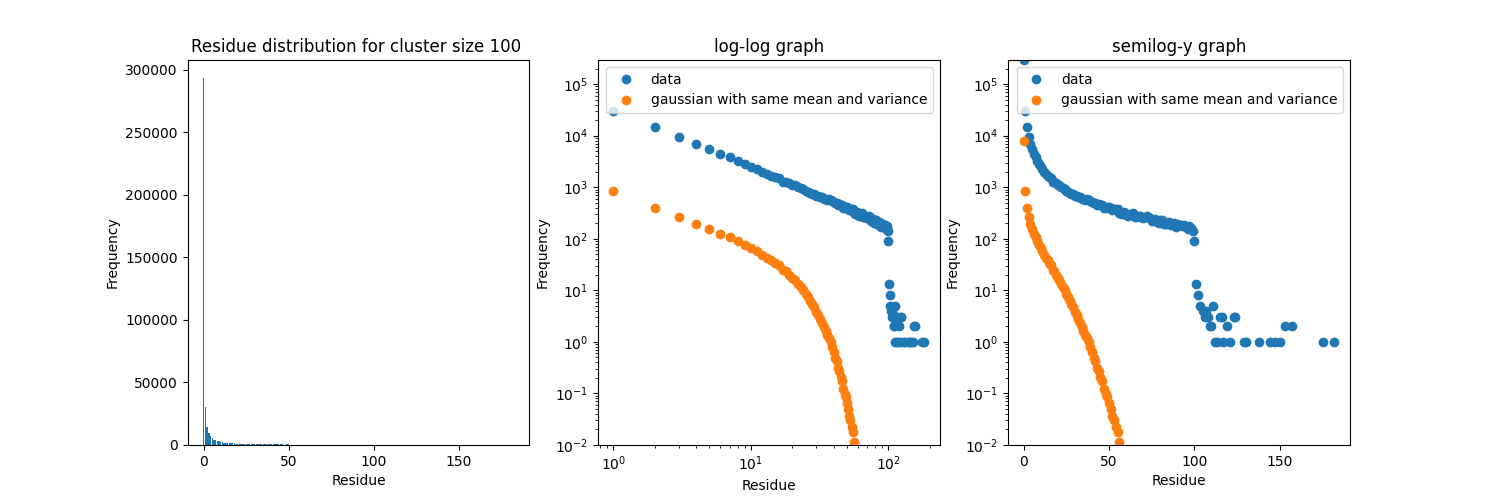 Residue distribution for cluster size 100
300000
250000
200000
150000
100000
50000
0
Frequency
0 50 100 150
Residue
log-log graph
data
gaussian with same mean and variance
10^5
10^4
10^3
10^2
10^1
10^0
10^-1
10^-2
Frequency
10^0 10^1 10^2
Residue
semilog-y graph
data
gaussian with same mean and variance
10^5
10^4
10^3
10^2
10^1
10^0
10^-1
10^-2
Frequency
0 50 100 150
Residue